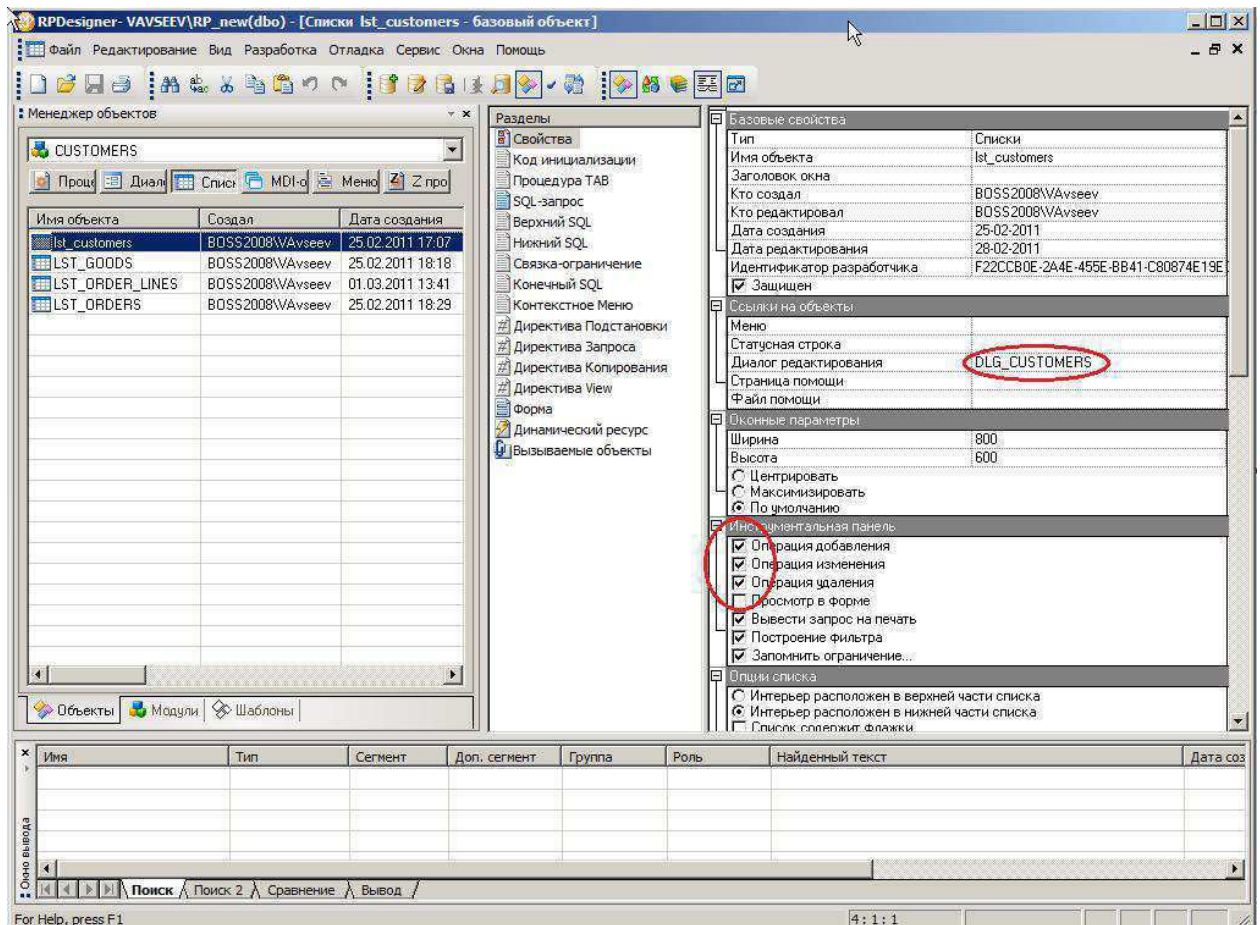 RPDesigner- VAVSEEV\RP_new(dbo) - [Списки lst_customers - базовый объект]
Файл Редактирование Вид Разработка Отладка Сервис Окна Помощь
Менеджер объектов
CUSTOMERS
Проце Диал Списк MDI-о Меню Z про
Имя объекта Создал Дата создания
lst_customers BOSS2008\VAvseev 25.02.2011 17:07
LST_GOODS BOSS2008\VAvseev 25.02.2011 18:18
LST_ORDER_LINES BOSS2008\VAvseev 01.03.2011 13:41
LST_ORDERS BOSS2008\VAvseev 25.02.2011 18:29
Объекты Модули Шаблоны
Разделы
Свойства
Код инициализации
Процедура TAB
SQL-запрос
Верхний SQL
Нижний SQL
Связка-ограничение
Конечный SQL
Контекстное Меню
Директива Подстановки
Директива Запроса
Директива Копирования
Директива View
Форма
Динамический ресурс
Вызываемые объекты
Базовые свойства
Тип Списки
Имя объекта lst_customers
Заголовок окна
Кто создал BOSS2008\VAvseev
Кто редактировал BOSS2008\VAvseev
Дата создания 25-02-2011
Дата редактирования 28-02-2011
Идентификатор разработчика F22CCB0E-2A4E-455E-BB41-C80874E19E
Защищен
Ссылки на объекты
Меню
Статусная строка
Диалог редактирования DLG_CUSTOMERS
Страница помощи
Файл помощи
Оконные параметры
Ширина 800
Высота 600
Центрировать
Максимизировать
По умолчанию
Инструментальная панель
Операция добавления
Операция изменения
Операция удаления
Просмотр в форме
Вывести запрос на печать
Построение фильтра
Запомнить ограничение...
Опции списка
Интерьер расположен в верхней части списка
Интерьер расположен в нижней части списка
Список содержит флажки
Имя Тип Сегмент Доп. сегмент Группа Роль Найденный текст Дата соз
Окно вывода
Поиск Поиск 2 Сравнение Вывод
For Help, press F1 4:1:1